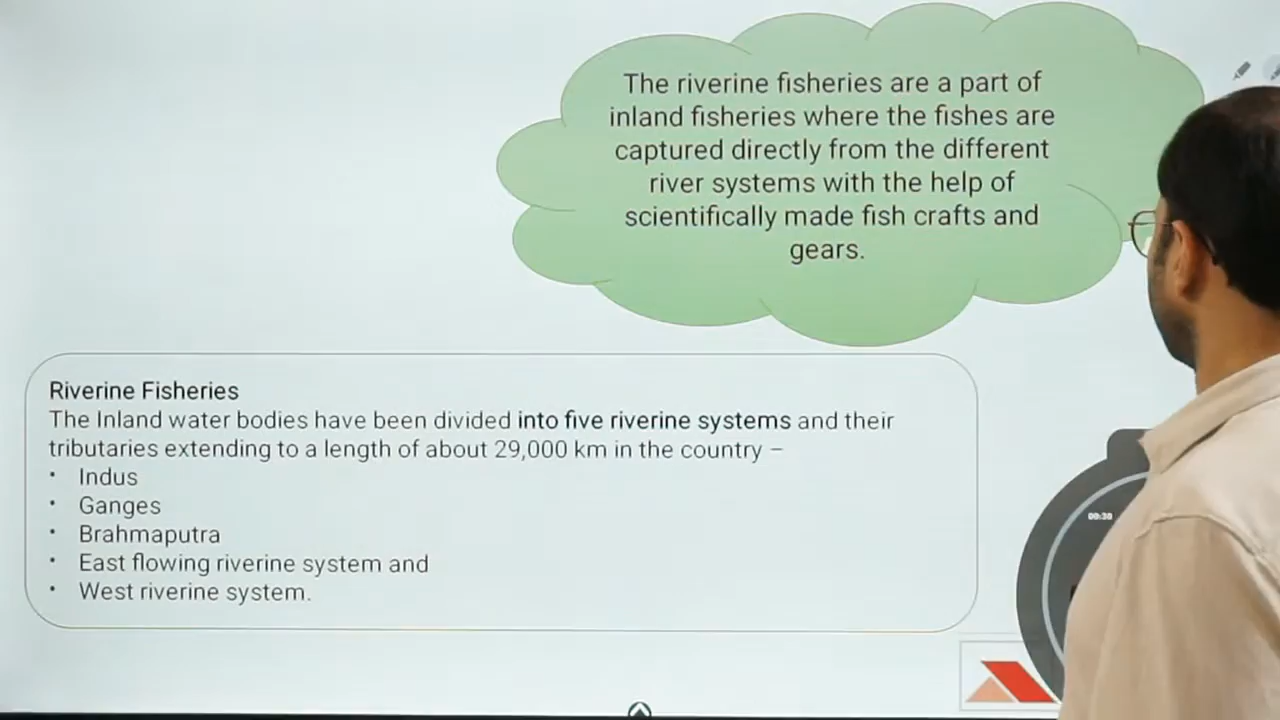 The riverine fisheries are a part of
inland fisheries where the fishes are
captured directly from the different
river systems with the help of
scientifically made fish crafts and
gears.
Riverine Fisheries
The Inland water bodies have been divided into five riverine systems and their
tributaries extending to a length of about 29,000 km in the country –
• Indus
• Ganges
• Brahmaputra
• East flowing riverine system and
• West riverine system.
00:30